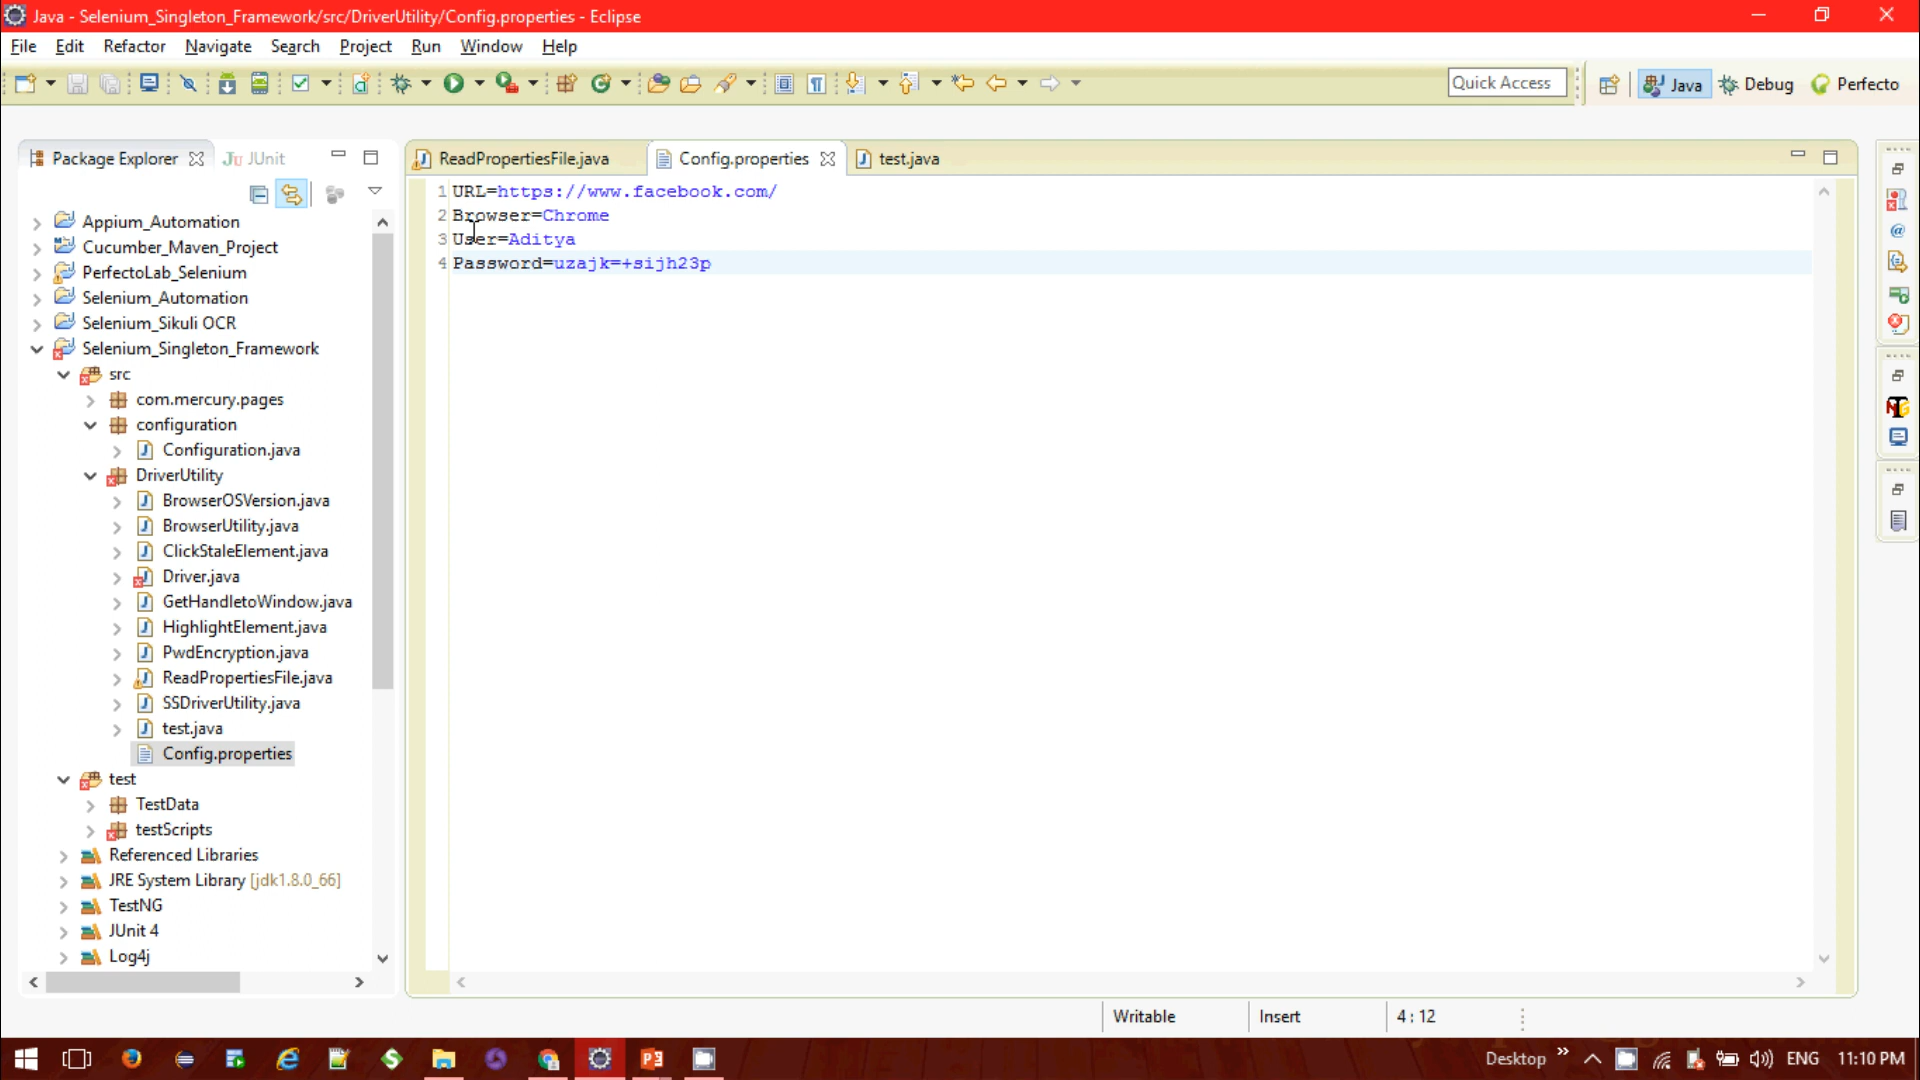 Java - Selenium_Singleton_Framework/src/DriverUtility/Config.properties - Eclipse
File Edit Refactor Navigate Search Project Run Window Help
Quick Access
Java
Debug
Perfecto
Package Explorer
JUnit
ReadPropertiesFile.java
Config.properties
test.java
1 URL=https://www.facebook.com/
2 Browser=Chrome
3 User=Aditya
4 Password=uzajk=+sijh23p
Appium_Automation
Cucumber_Maven_Project
PerfectoLab_Selenium
Selenium_Automation
Selenium_Sikuli OCR
Selenium_Singleton_Framework
src
com.mercury.pages
configuration
Configuration.java
DriverUtility
BrowserOSVersion.java
BrowserUtility.java
ClickStaleElement.java
Driver.java
GetHandletoWindow.java
HighlightElement.java
PwdEncryption.java
ReadPropertiesFile.java
SSDriverUtility.java
test.java
Config.properties
test
TestData
testScripts
Referenced Libraries
JRE System Library [jdk1.8.0_66]
TestNG
JUnit 4
Log4j
Writable
Insert
4 : 12
Desktop
ENG
11:10 PM